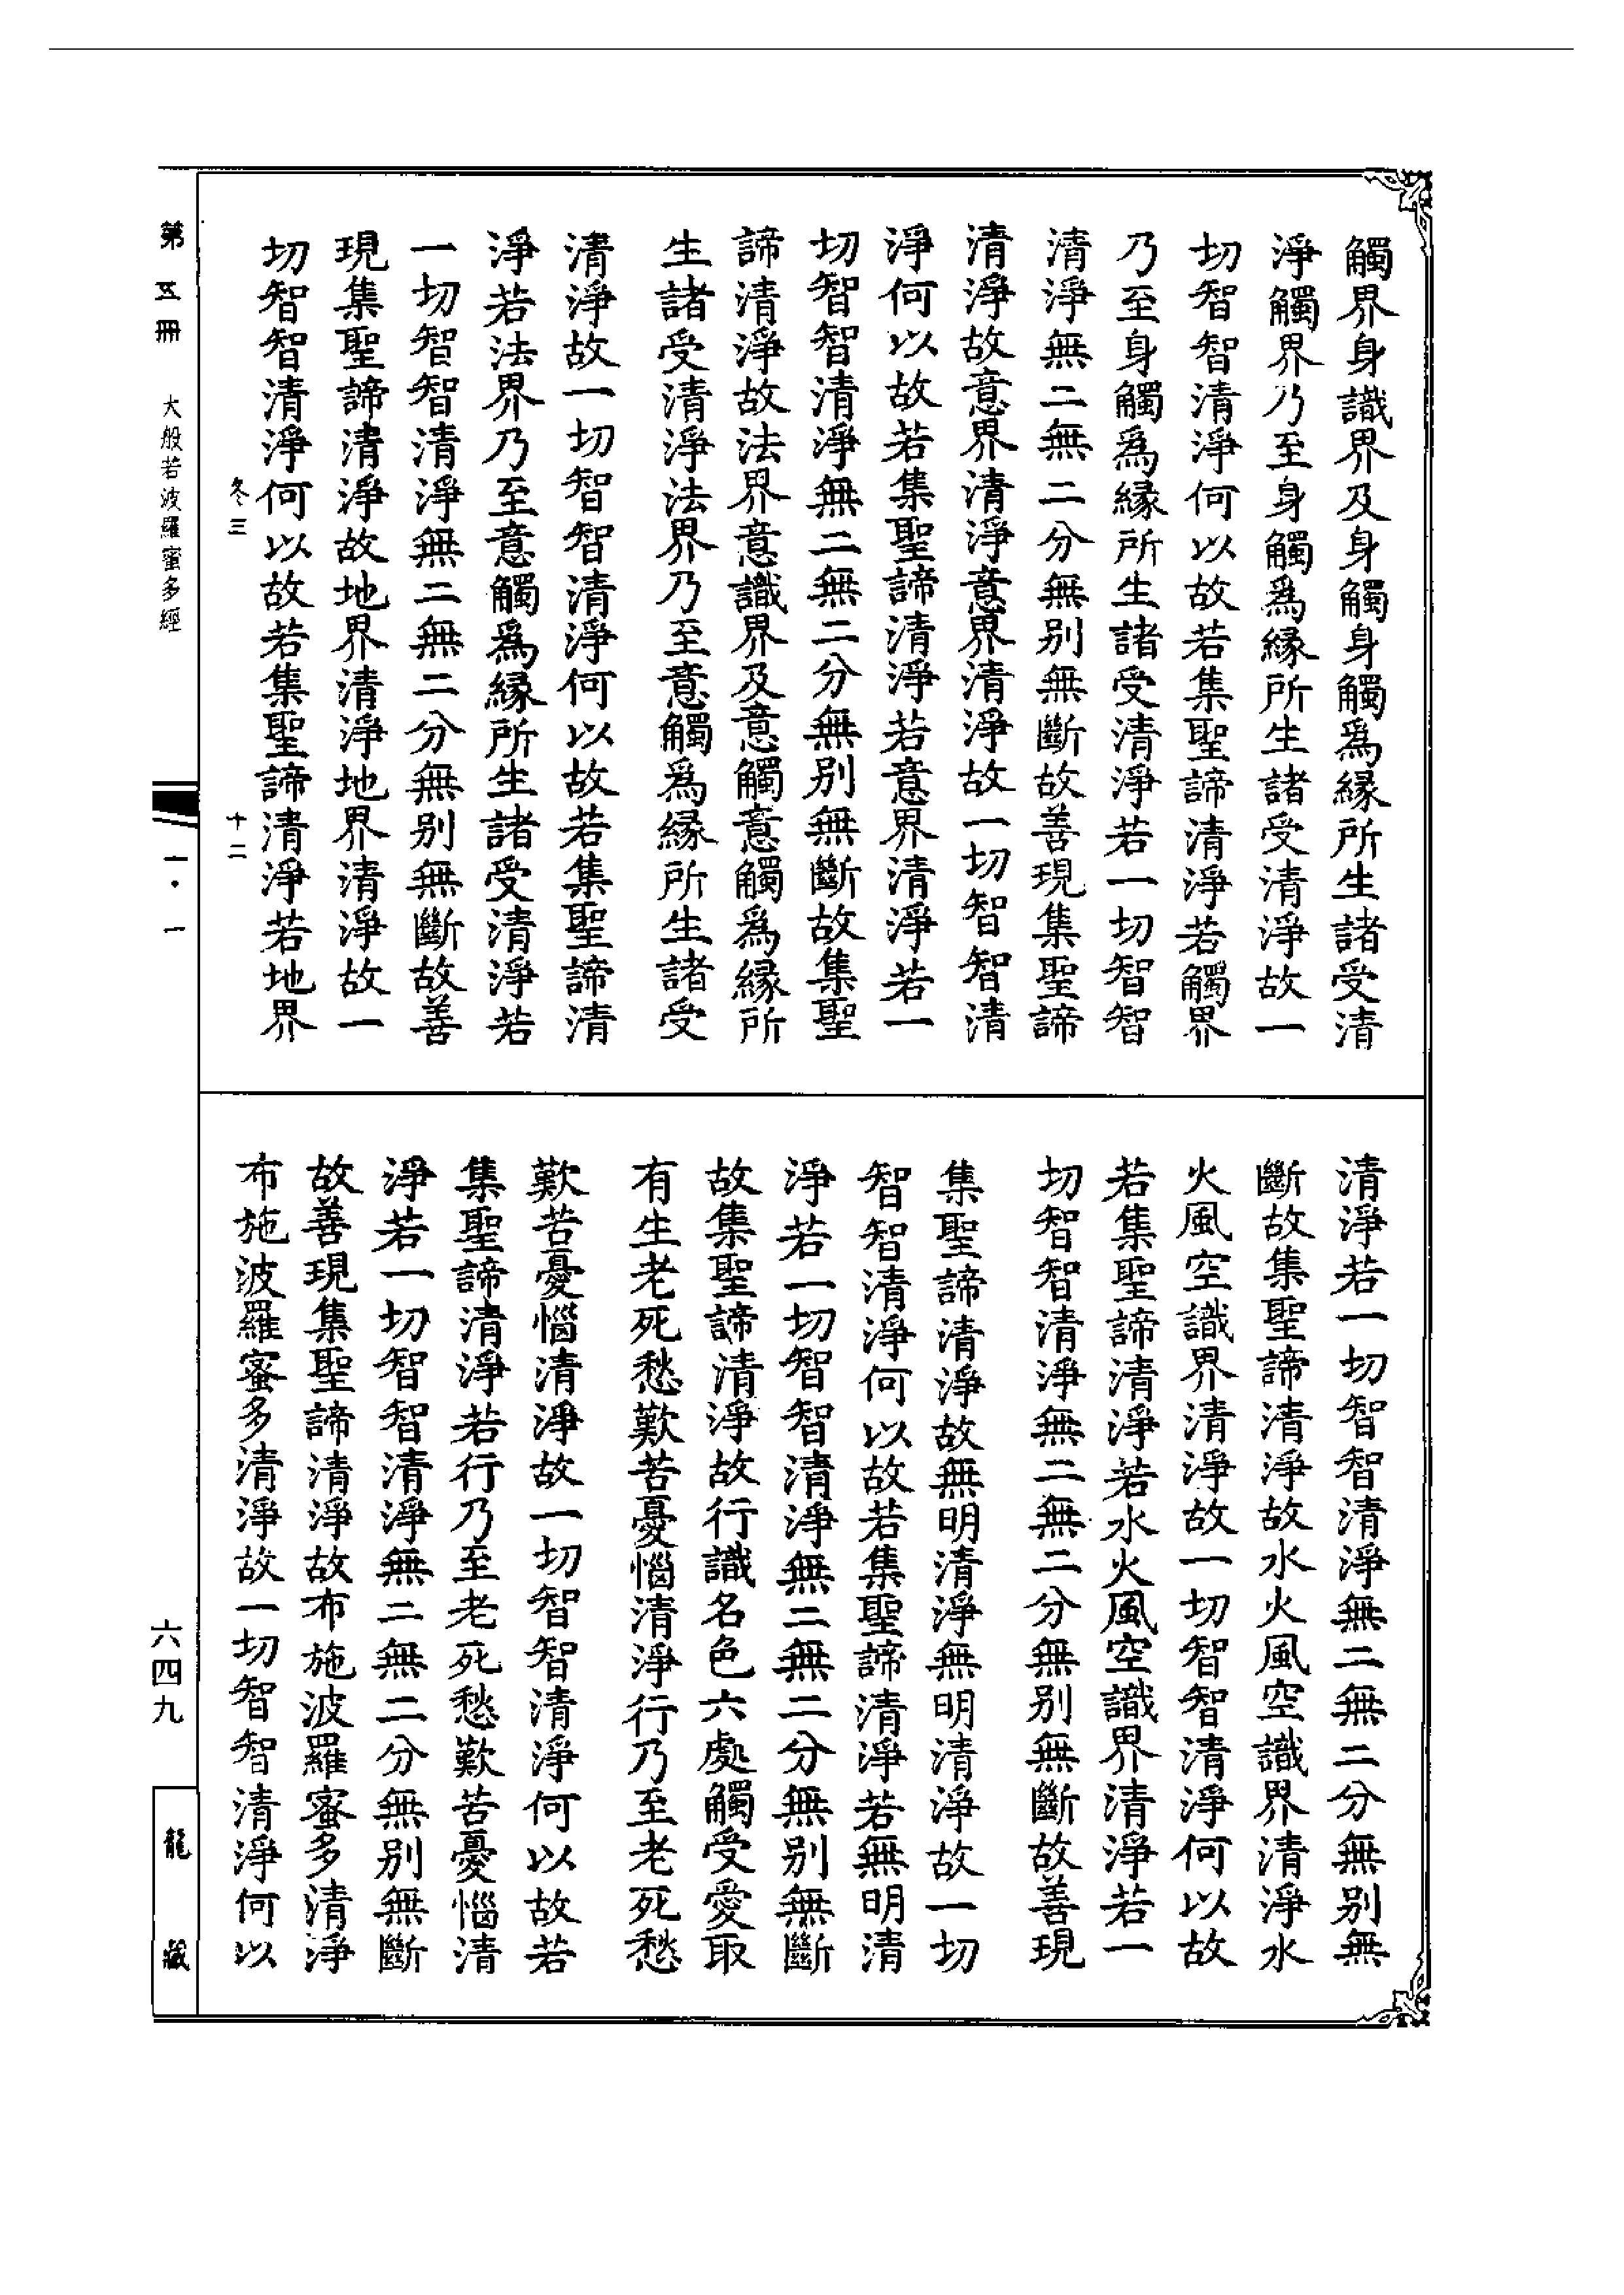 觸界身識界及身觸身觸爲緣所生諸受清
淨觸界乃至身觸爲緣所生諸受清淨故一
切智智清淨何以故若集聖諦清淨若觸界
乃至身觸爲緣所生諸受清淨若一切智智
清淨無二無二分無別無斷故善現集聖諦
清淨故意界清淨意界清淨故一切智智清
淨何以故若集聖諦清淨若意界清淨若一
切智智清淨無二無二分無別無斷故集聖
諦清淨故法界意識界及意觸意觸爲緣所
生諸受清淨法界乃至意觸爲緣所生諸受
清淨故一切智智清淨何以故若集聖諦清
淨若法界乃至意觸爲緣所生諸受清淨若
一切智智清淨無二無二分無別無斷故善
現集聖諦清淨故地界清淨地界清淨故一
切智智清淨何以故若集聖諦清淨若地界
冬三
十二
清淨若一切智智清淨無二無二分無別無
斷故集聖諦清淨故水火風空識界清淨水
火風空識界清淨故一切智智清淨何以故
若集聖諦清淨若水火風空識界清淨若一
切智智清淨無二無二分無別無斷故善現
集聖諦清淨故無明清淨無明清淨故一切
智智清淨何以故若集聖諦清淨若無明清
淨若一切智智清淨無二無二分無別無斷
故集聖諦清淨故行識名色六處觸受愛取
有生老死愁歎苦憂惱清淨行乃至老死愁
歎苦憂惱清淨故一切智智清淨何以故若
集聖諦清淨若行乃至老死愁歎苦憂惱清
淨若一切智智清淨無二無二分無別無斷
故善現集聖諦清淨故布施波羅蜜多清淨
布施波羅蜜多清淨故一切智智清淨何以
第五冊
大般若波羅蜜多經
一·一
六四九
龍藏